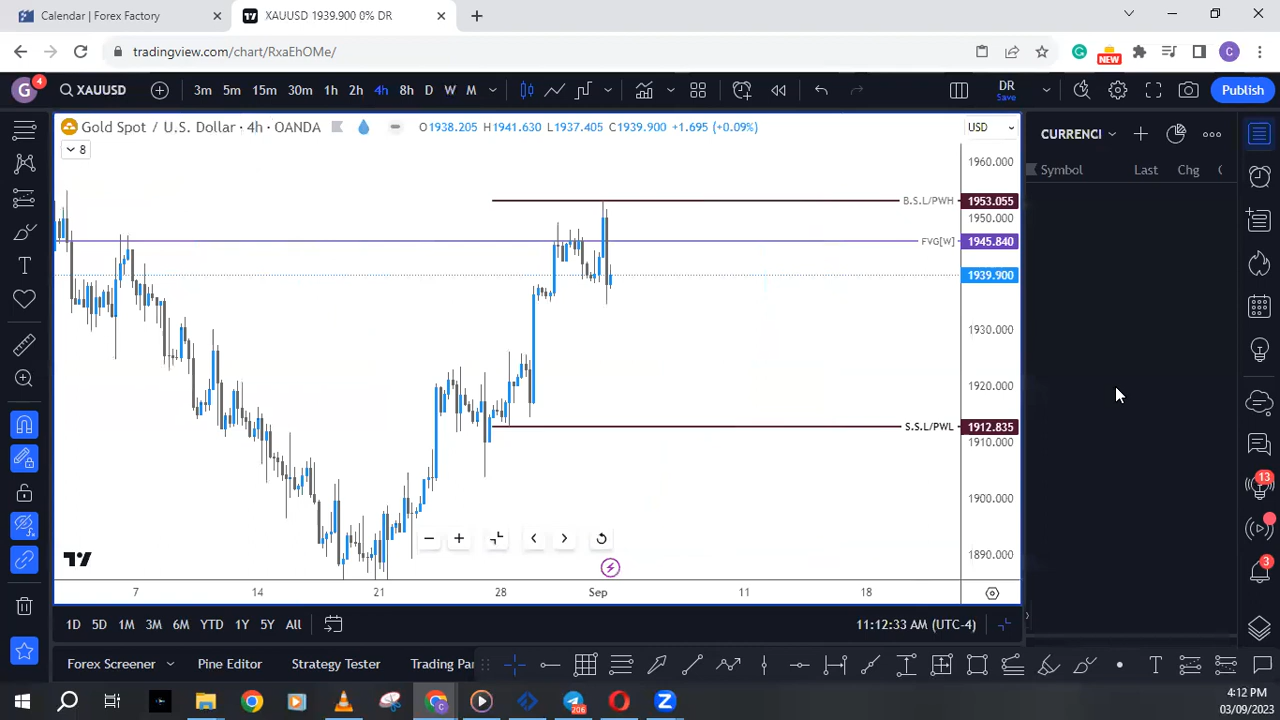 Calendar | Forex Factory
XAUUSD 1939.900 0% DR
tradingview.com/chart/RxaEhOMe/
C
NEW
G
4
XAUUSD
3m 5m 15m 30m 1h 2h 4h 8h D W M
DR
Save
Publish
Gold Spot / U.S. Dollar · 4h · OANDA
O1938.205 H1941.630 L1937.405 C1939.900 +1.695 (+0.09%)
USD
8
CURRENCI
Symbol Last Chg C
1960.000
B.S.L/PWH 1953.055
1950.000
FVG[W] 1945.840
1939.900
1930.000
1920.000
S.S.L/PWL 1912.835
1910.000
1900.000
1890.000
13
3
7 14 21 28 Sep 11 18
1D 5D 1M 3M 6M YTD 1Y 5Y All
11:12:33 AM (UTC-4)
Forex Screener Pine Editor Strategy Tester Trading Pa
206
4:12 PM
03/09/2023